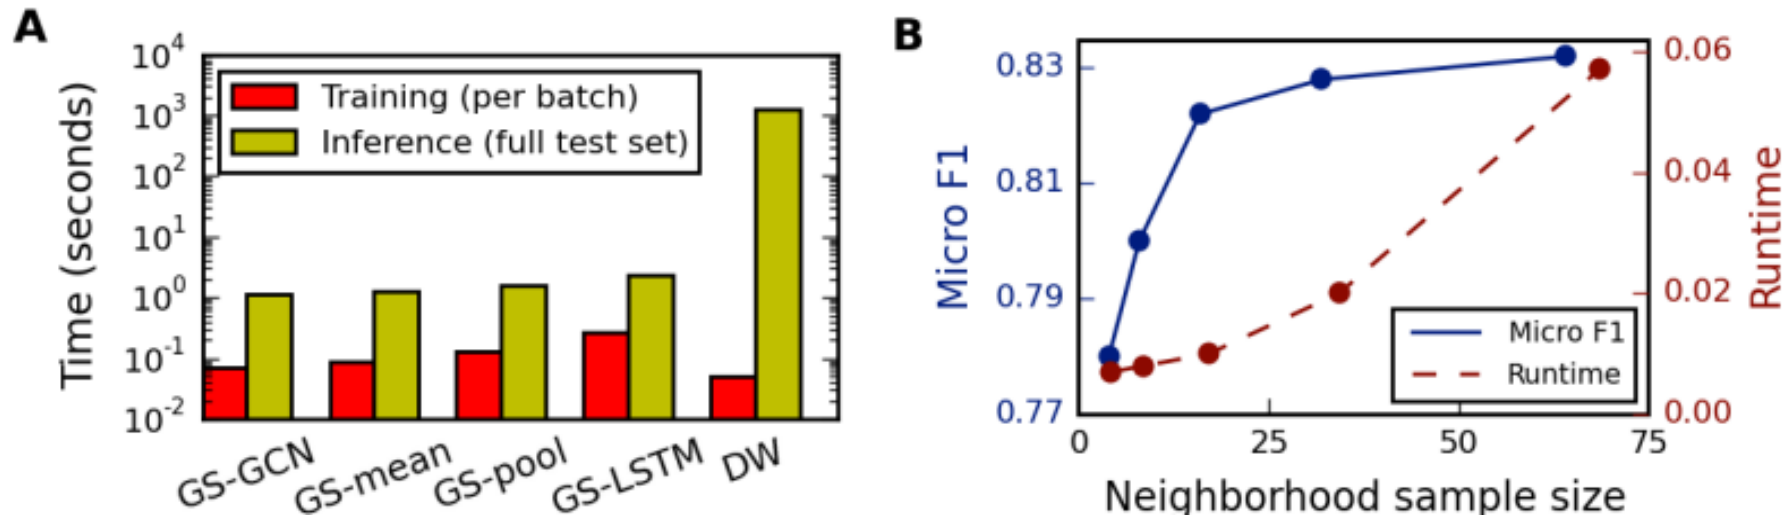 A
Time (seconds)
10^4
10^3
10^2
10^1
10^0
10^-1
10^-2
Training (per batch)
Inference (full test set)
GS-GCN
GS-mean
GS-pool
GS-LSTM
DW
B
Micro F1
0.83
0.81
0.79
0.77
Micro F1
Runtime
0.06
0.04
0.02
0.00
Runtime
0 25 50 75
Neighborhood sample size